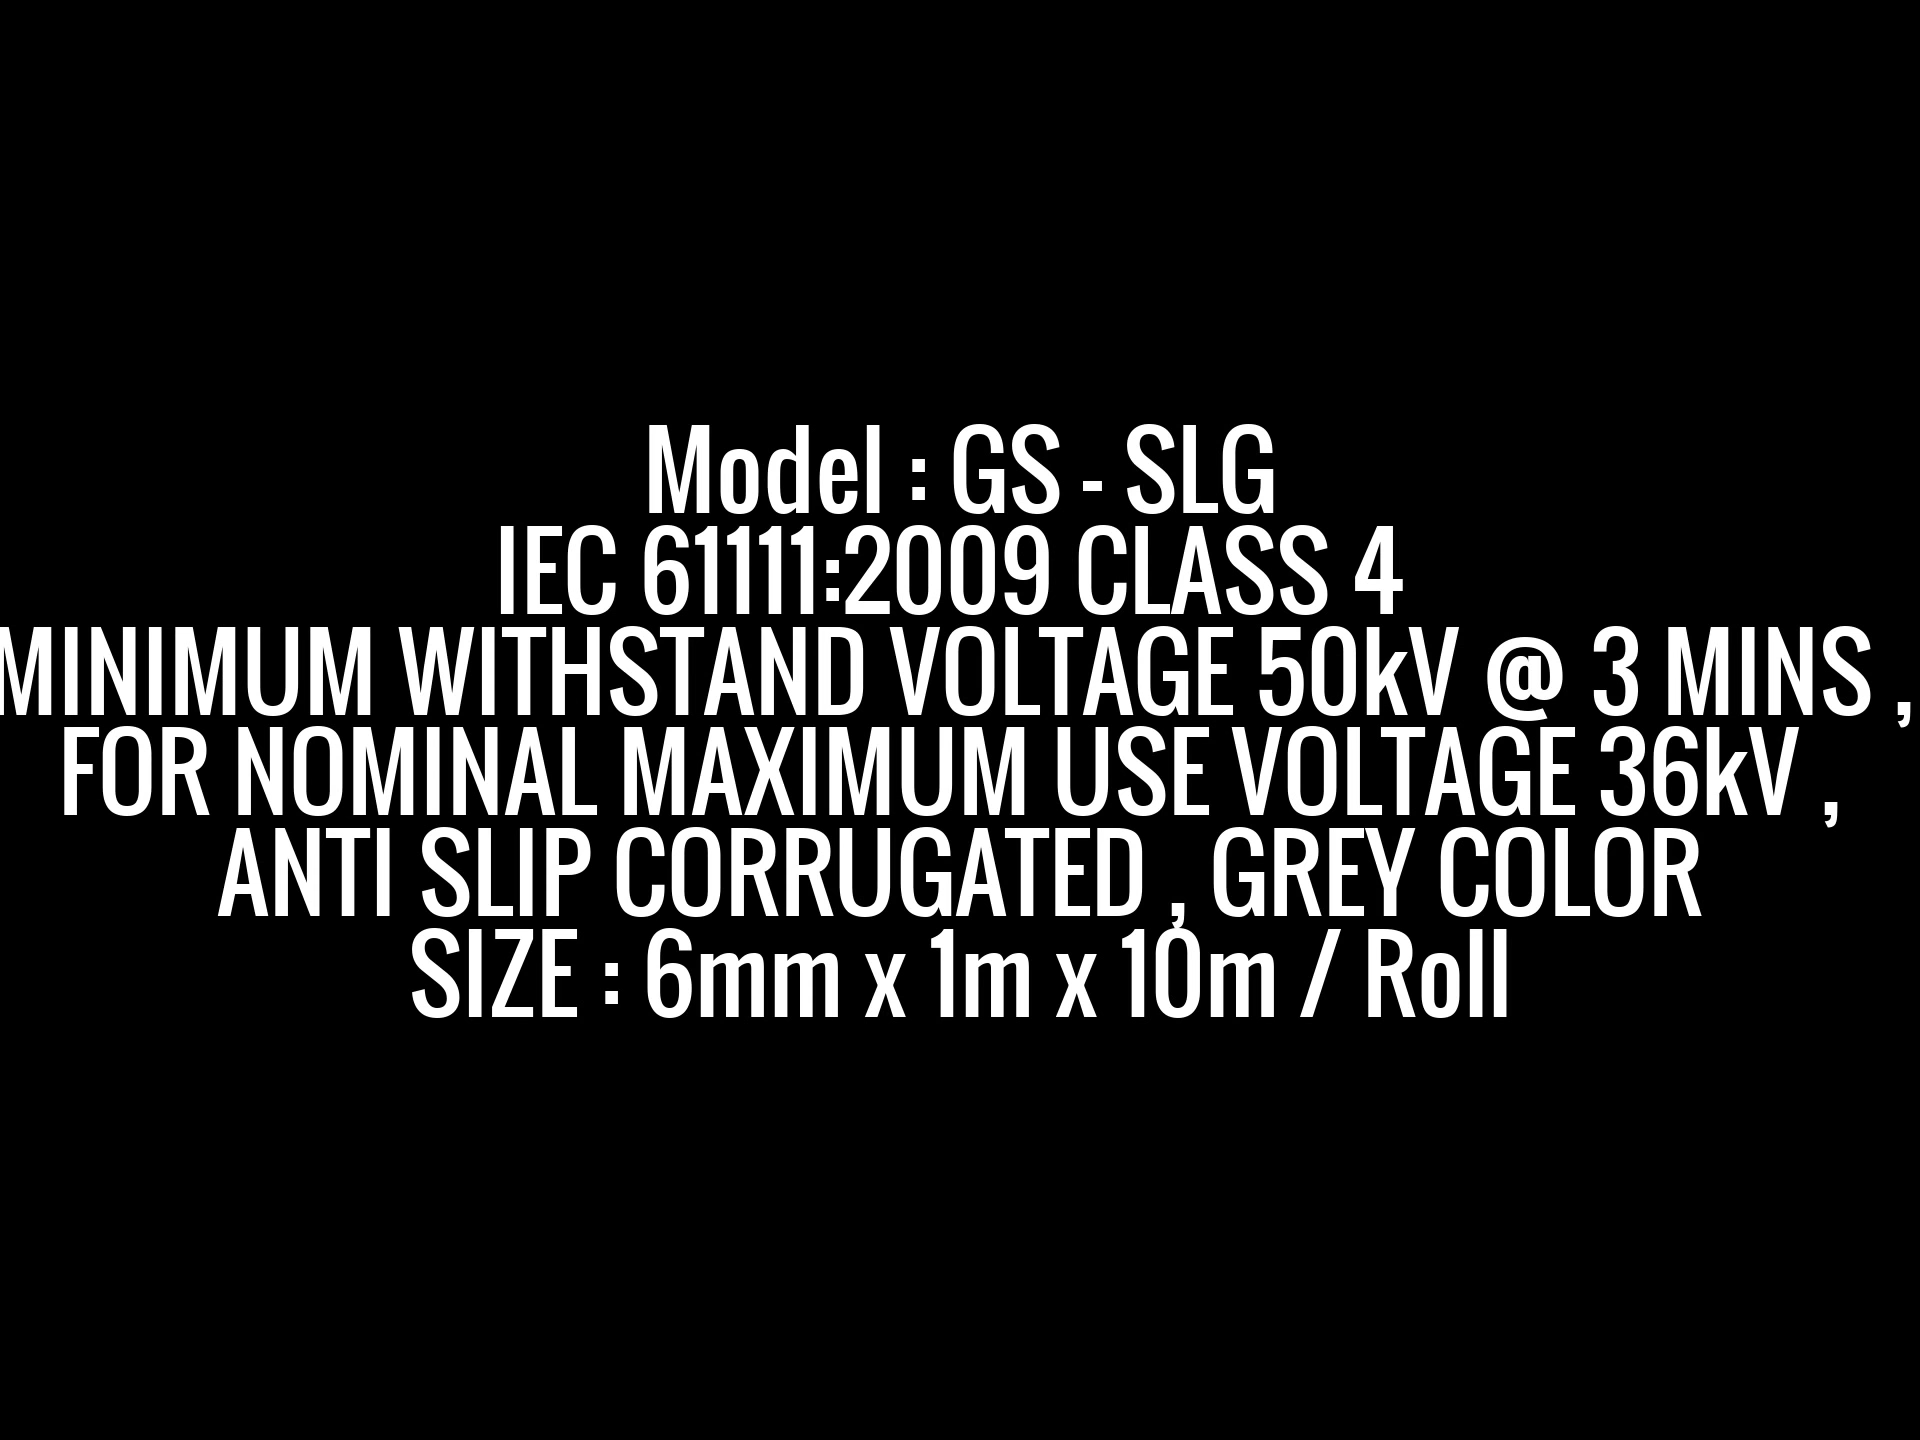 Model : GS - SLG
IEC 61111:2009 CLASS 4
MINIMUM WITHSTAND VOLTAGE 50kV @ 3 MINS ,
FOR NOMINAL MAXIMUM USE VOLTAGE 36kV ,
ANTI SLIP CORRUGATED , GREY COLOR
SIZE : 6mm x 1m x 10m / Roll